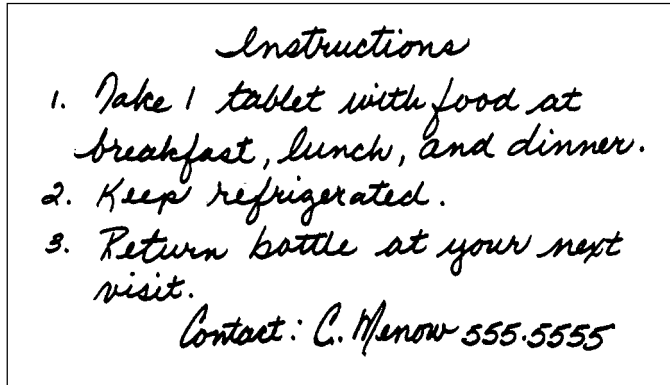 Instructions
1. Take 1 tablet with food at
breakfast, lunch, and dinner.
2. Keep refrigerated.
3. Return bottle at your next
visit.
Contact: C. Menow 555.5555